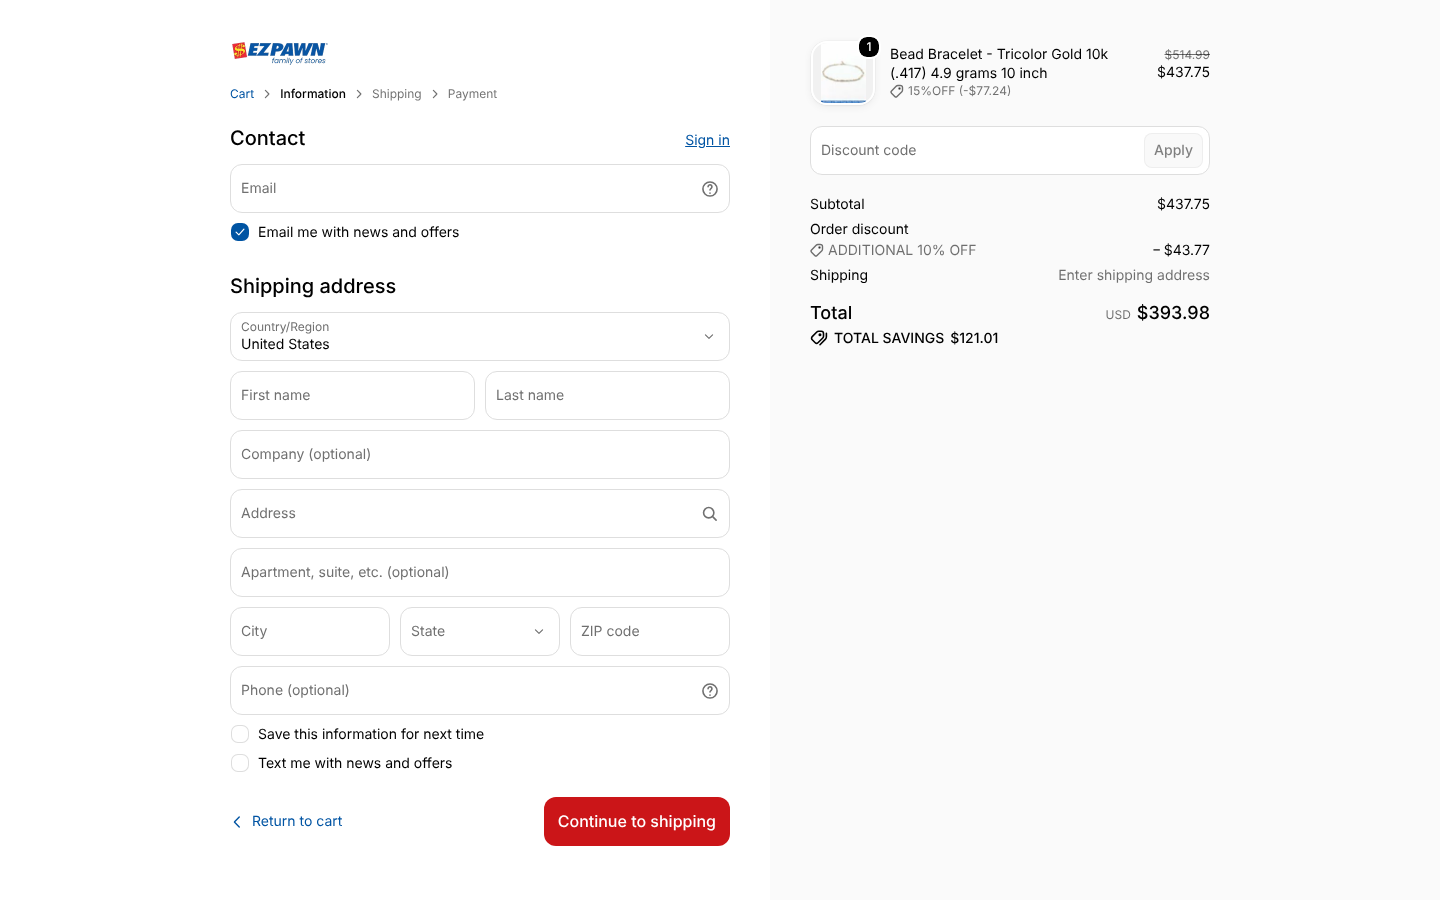 EZPAWN
family of stores
Cart
Information
Shipping
Payment
Contact
Sign in
Email
Email me with news and offers
Shipping address
Country/Region
United States
First name
Last name
Company (optional)
Address
Apartment, suite, etc. (optional)
City
State
ZIP code
Phone (optional)
Save this information for next time
Text me with news and offers
Return to cart
Continue to shipping
1
Bead Bracelet - Tricolor Gold 10k
(.417) 4.9 grams 10 inch
15%OFF (-$77.24)
$514.99
$437.75
Discount code
Apply
Subtotal
$437.75
Order discount
ADDITIONAL 10% OFF
− $43.77
Shipping
Enter shipping address
Total
USD $393.98
TOTAL SAVINGS $121.01